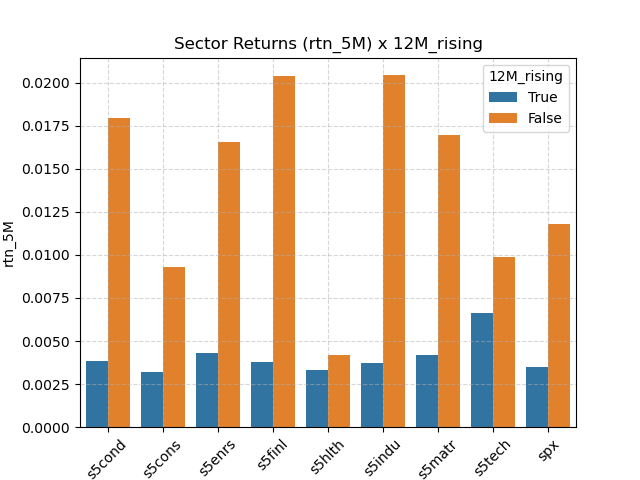 Sector Returns (rtn_5M) x 12M_rising
12M_rising
True
False
rtn_5M
0.0200
0.0175
0.0150
0.0125
0.0100
0.0075
0.0050
0.0025
0.0000
s5cond
s5cons
s5enrs
s5finl
s5hlth
s5indu
s5matr
s5tech
spx